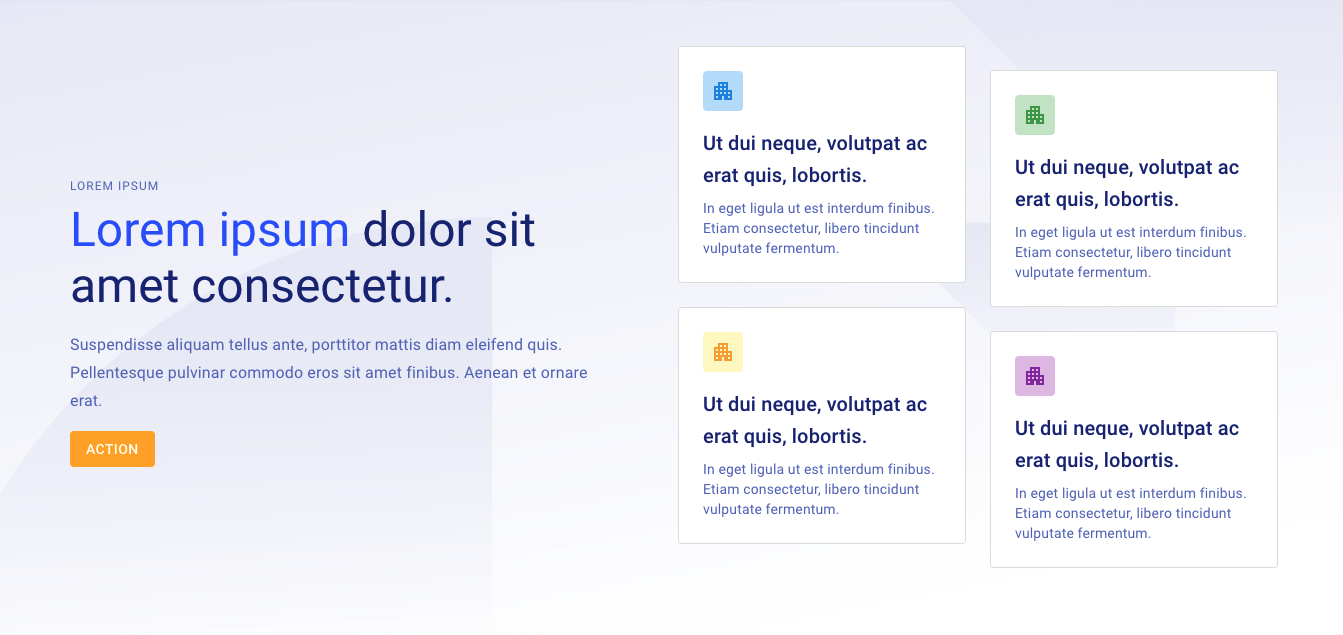 LOREM IPSUM
Lorem ipsum dolor sit
amet consectetur.
Suspendisse aliquam tellus ante, porttitor mattis diam eleifend quis.
Pellentesque pulvinar commodo eros sit amet finibus. Aenean et ornare
erat.
ACTION
Ut dui neque, volutpat ac
erat quis, lobortis.
In eget ligula ut est interdum finibus.
Etiam consectetur, libero tincidunt
vulputate fermentum.
Ut dui neque, volutpat ac
erat quis, lobortis.
In eget ligula ut est interdum finibus.
Etiam consectetur, libero tincidunt
vulputate fermentum.
Ut dui neque, volutpat ac
erat quis, lobortis.
In eget ligula ut est interdum finibus.
Etiam consectetur, libero tincidunt
vulputate fermentum.
Ut dui neque, volutpat ac
erat quis, lobortis.
In eget ligula ut est interdum finibus.
Etiam consectetur, libero tincidunt
vulputate fermentum.